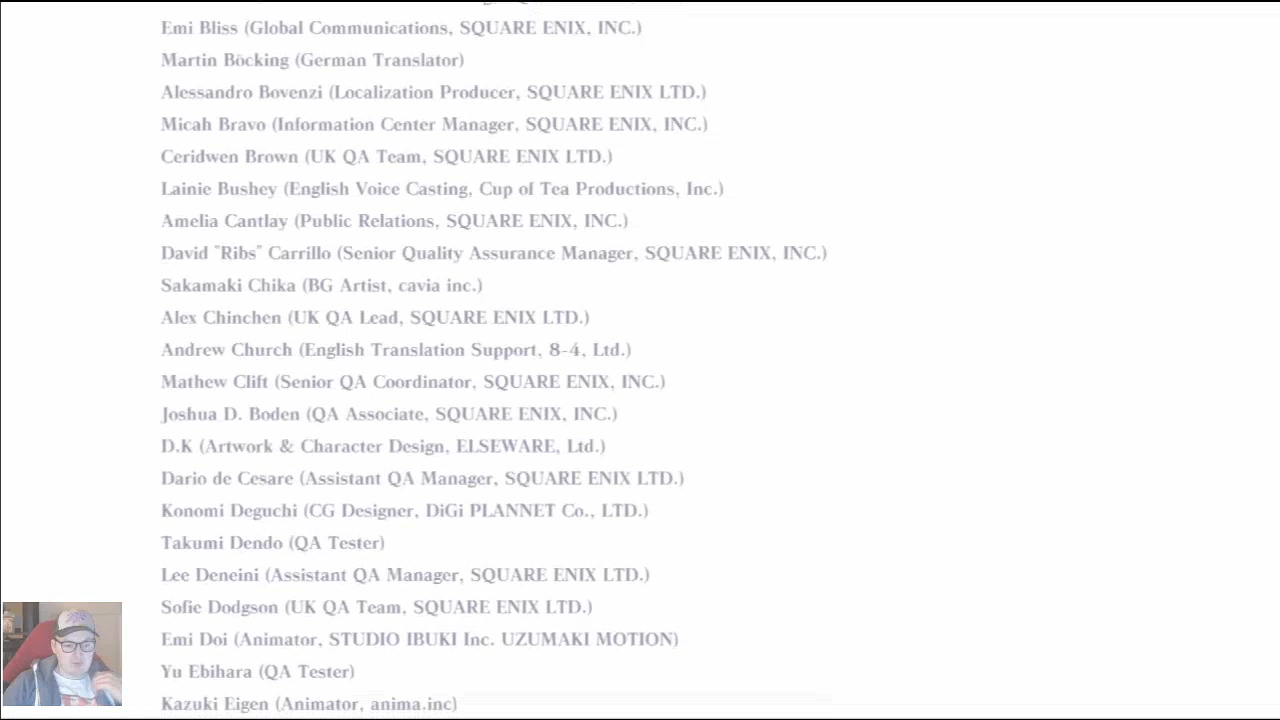 Emi Bliss (Global Communications, SQUARE ENIX, INC.)
Martin Böcking (German Translator)
Alessandro Bovenzi (Localization Producer, SQUARE ENIX LTD.)
Micah Bravo (Information Center Manager, SQUARE ENIX, INC.)
Ceridwen Brown (UK QA Team, SQUARE ENIX LTD.)
Lainie Bushey (English Voice Casting, Cup of Tea Productions, Inc.)
Amelia Cantlay (Public Relations, SQUARE ENIX, INC.)
David "Ribs" Carrillo (Senior Quality Assurance Manager, SQUARE ENIX, INC.)
Sakamaki Chika (BG Artist, cavia inc.)
Alex Chinchen (UK QA Lead, SQUARE ENIX LTD.)
Andrew Church (English Translation Support, 8-4, Ltd.)
Mathew Clift (Senior QA Coordinator, SQUARE ENIX, INC.)
Joshua D. Boden (QA Associate, SQUARE ENIX, INC.)
D.K (Artwork & Character Design, ELSEWARE, Ltd.)
Dario de Cesare (Assistant QA Manager, SQUARE ENIX LTD.)
Konomi Deguchi (CG Designer, DiGi PLANNET Co., LTD.)
Takumi Dendo (QA Tester)
Lee Deneini (Assistant QA Manager, SQUARE ENIX LTD.)
Sofie Dodgson (UK QA Team, SQUARE ENIX LTD.)
Emi Doi (Animator, STUDIO IBUKI Inc. UZUMAKI MOTION)
Yu Ebihara (QA Tester)
Kazuki Eigen (Animator, anima.inc)